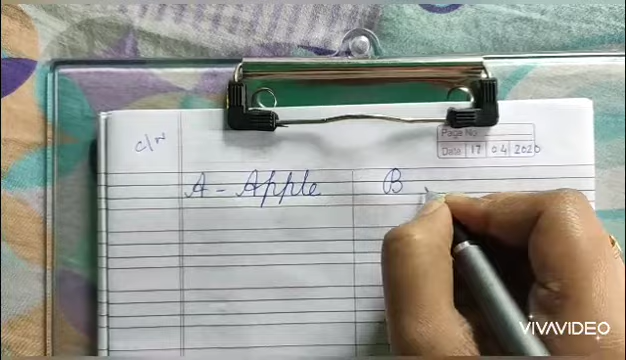 c/w
Page No.
Date 17 04 2020
A - Apple B
VIVAVIDEO